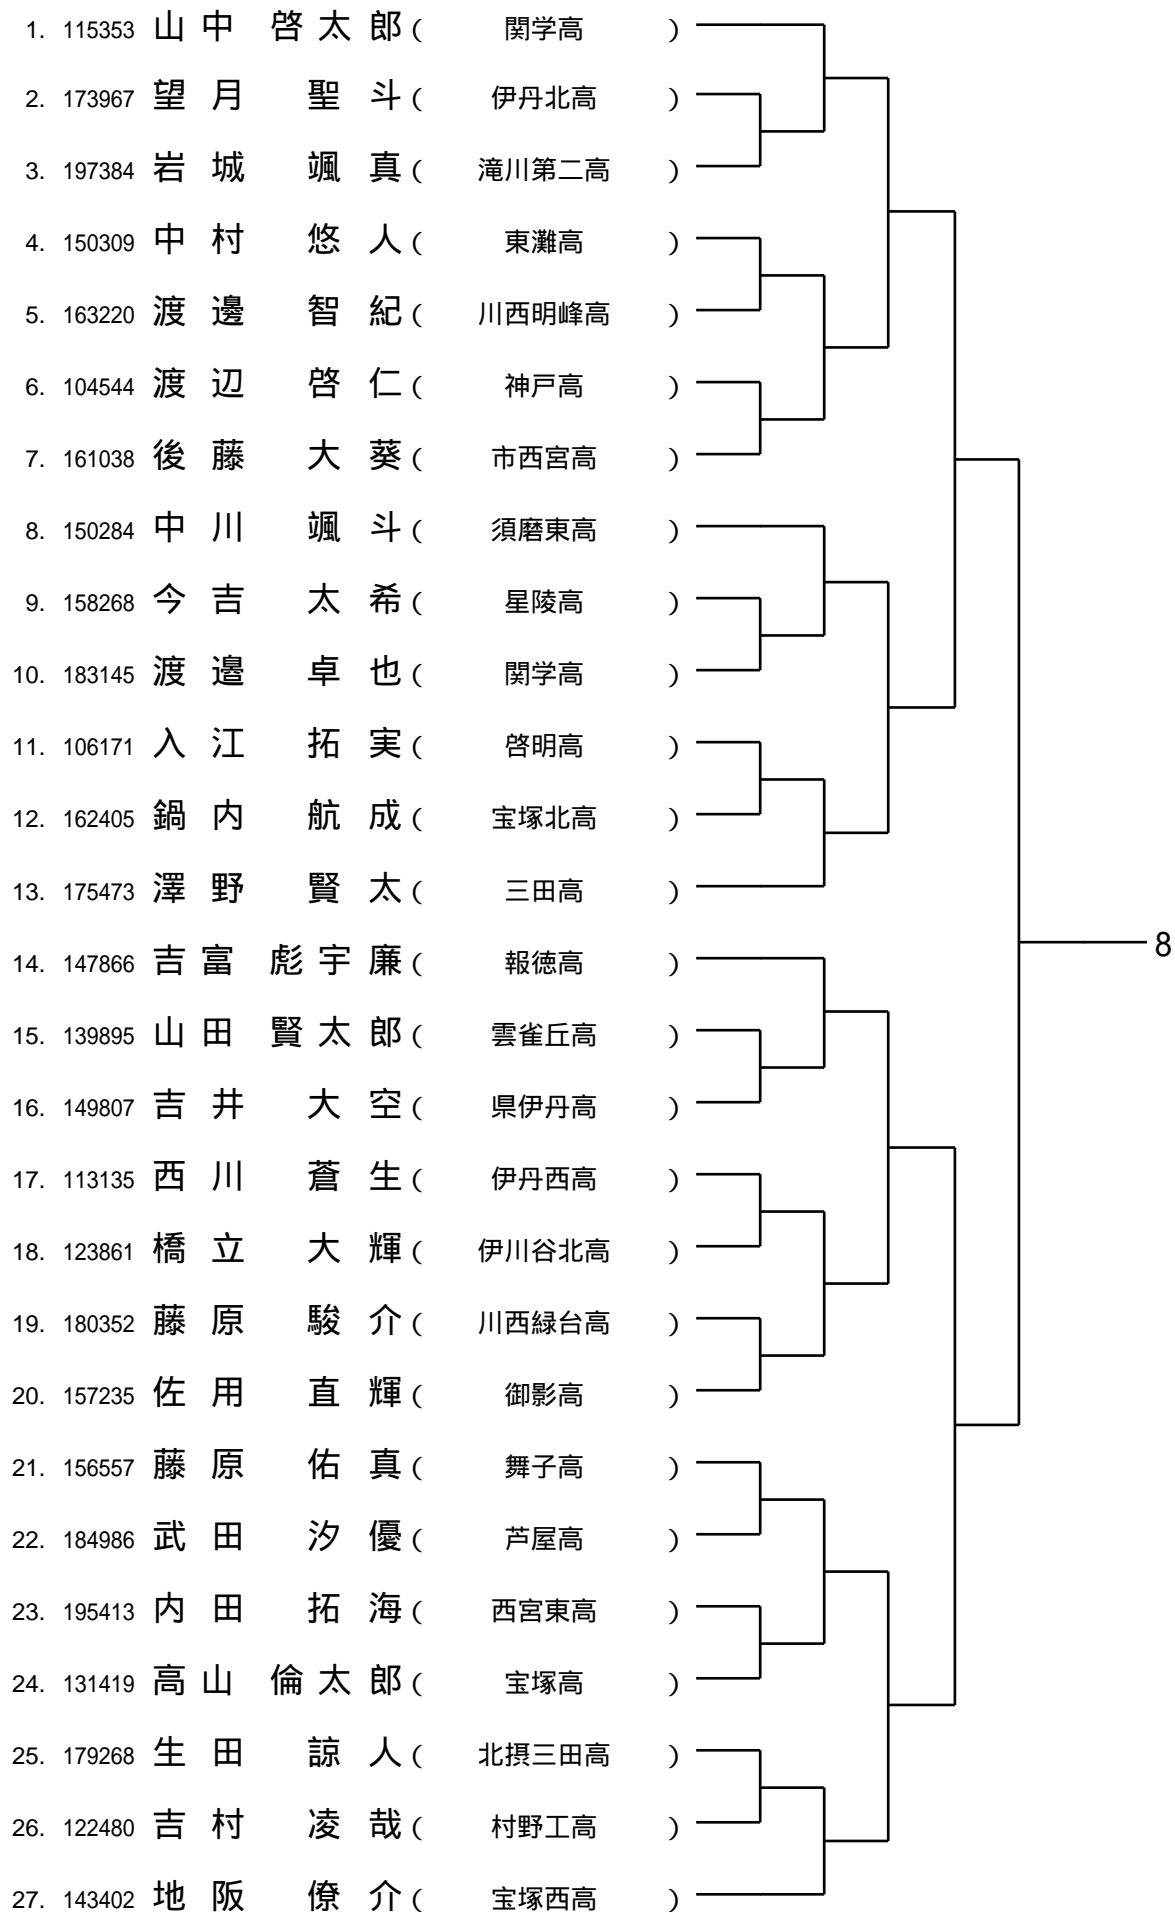 1. 115353 山中 啓太郎 ( 関学高 )
2. 173967 望月 聖斗 ( 伊丹北高 )
3. 197384 岩城 颯真 ( 滝川第二高 )
4. 150309 中村 悠人 ( 東灘高 )
5. 163220 渡邊 智紀 ( 川西明峰高 )
6. 104544 渡辺 啓仁 ( 神戸高 )
7. 161038 後藤 大葵 ( 市西宮高 )
8. 150284 中川 颯斗 ( 須磨東高 )
9. 158268 今吉 太希 ( 星陵高 )
10. 183145 渡邉 卓也 ( 関学高 )
11. 106171 入江 拓実 ( 啓明高 )
12. 162405 鍋内 航成 ( 宝塚北高 )
13. 175473 澤野 賢太 ( 三田高 )
14. 147866 吉富 彪宇廉 ( 報徳高 )
8
15. 139895 山田 賢太郎 ( 雲雀丘高 )
16. 149807 吉井 大空 ( 県伊丹高 )
17. 113135 西川 蒼生 ( 伊丹西高 )
18. 123861 橋立 大輝 ( 伊川谷北高 )
19. 180352 藤原 駿介 ( 川西緑台高 )
20. 157235 佐用 直輝 ( 御影高 )
21. 156557 藤原 佑真 ( 舞子高 )
22. 184986 武田 汐優 ( 芦屋高 )
23. 195413 内田 拓海 ( 西宮東高 )
24. 131419 高山 倫太郎 ( 宝塚高 )
25. 179268 生田 諒人 ( 北摂三田高 )
26. 122480 吉村 凌哉 ( 村野工高 )
27. 143402 地阪 僚介 ( 宝塚西高 )